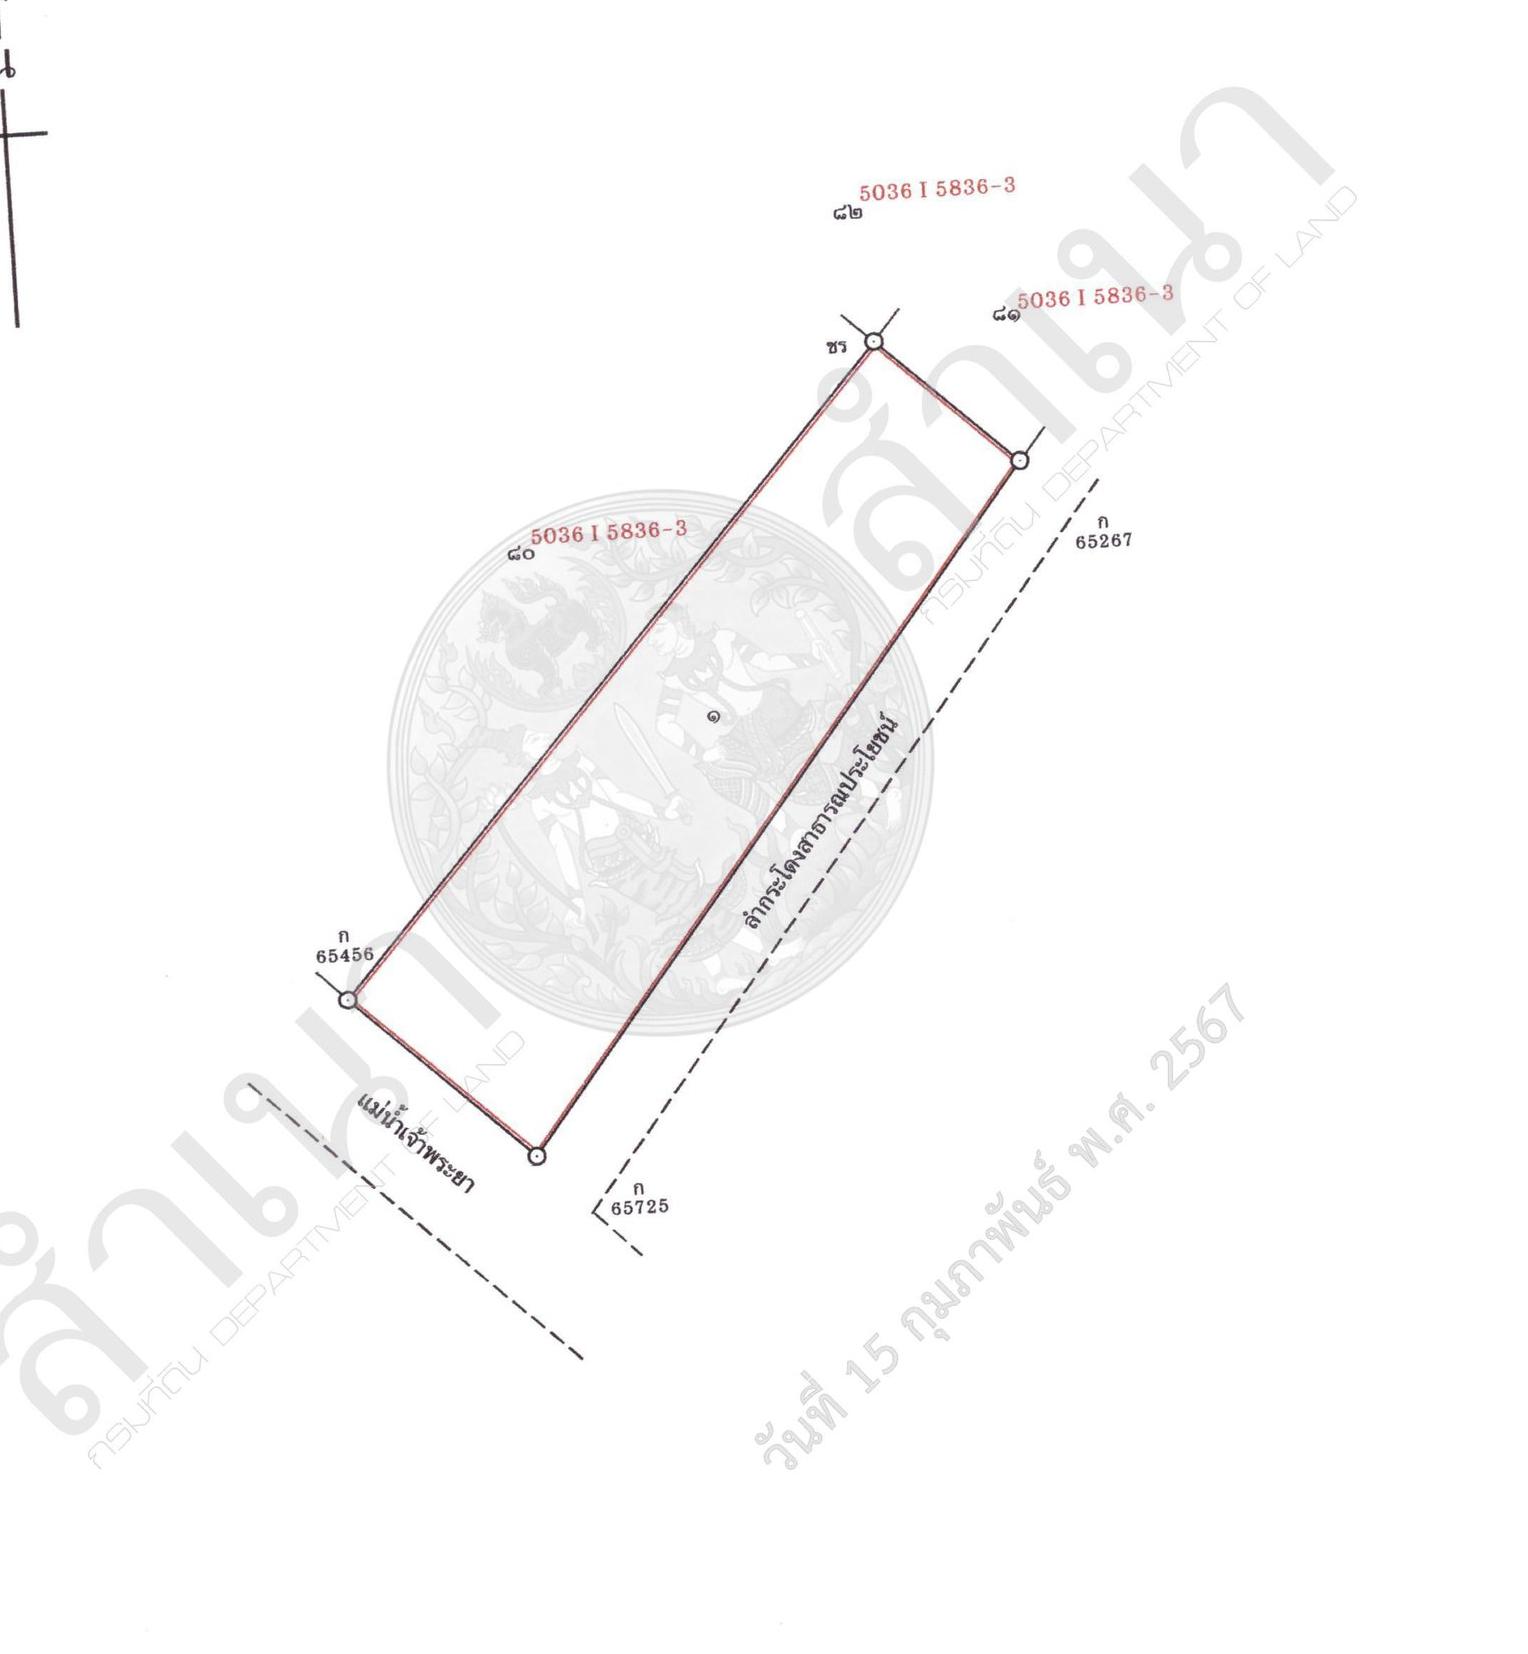 น
5036 I 5836-3
๘๒
5036 I 5836-3
๘๑
ชร
5036 I 5836-3
๘๐
ก
65267
๑
ลำกระโดงสาธารณประโยชน์
ก
65456
แม่น้ำเจ้าพระยา
ก
65725
สำเนา
กรมที่ดิน DEPARTMENT OF LAND
สำเนา
กรมที่ดิน DEPARTMENT OF LAND
วันที่ 15 กุมภาพันธ์ พ.ศ. 2567